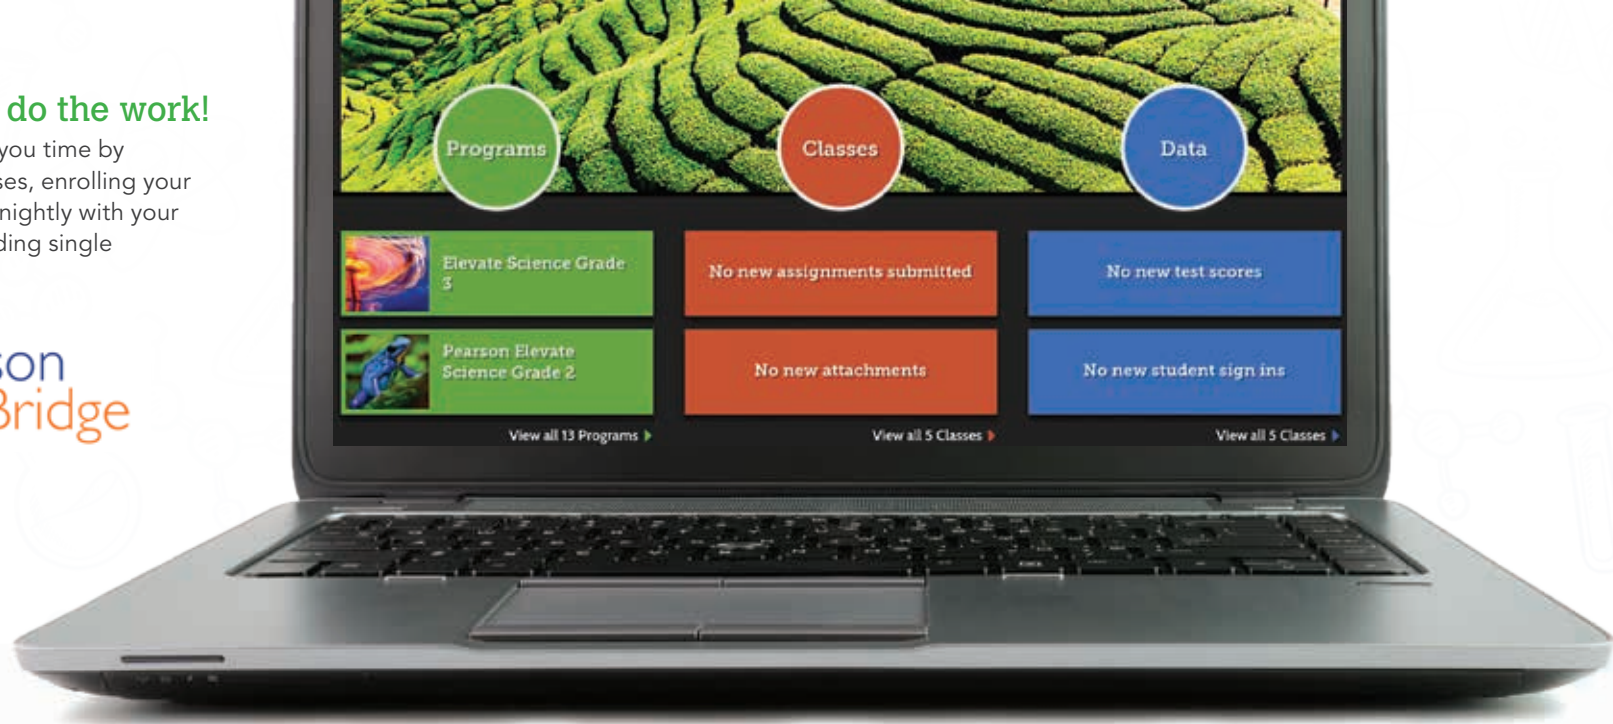 do the work!
you time by
ses, enrolling your
nightly with your
ding single
son
Bridge
Programs
Classes
Data
Elevate Science Grade
3
No new assignments submitted
No new test scores
Pearson Elevate
Science Grade 2
No new attachments
No new student sign ins
View all 13 Programs
View all 5 Classes
View all 5 Classes